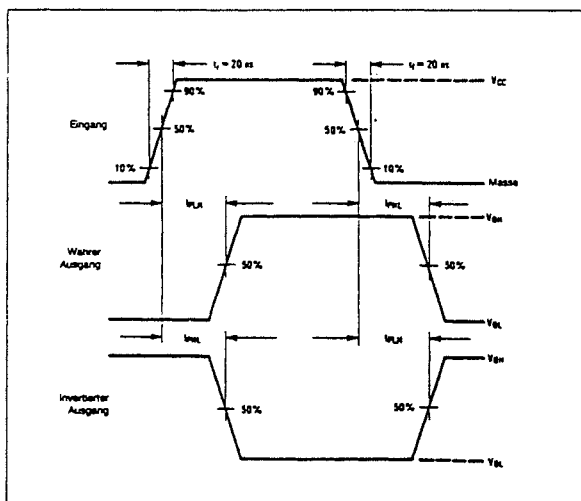 tr = 20 ns
tf = 20 ns
VCC
90%
90%
Eingang
50%
50%
10%
10%
Masse
tPLH
tPHL
VOH
Wahrer
Ausgang
50%
50%
VOL
tPHL
tPLH
VOH
Invertierter
Ausgang
50%
50%
VOL